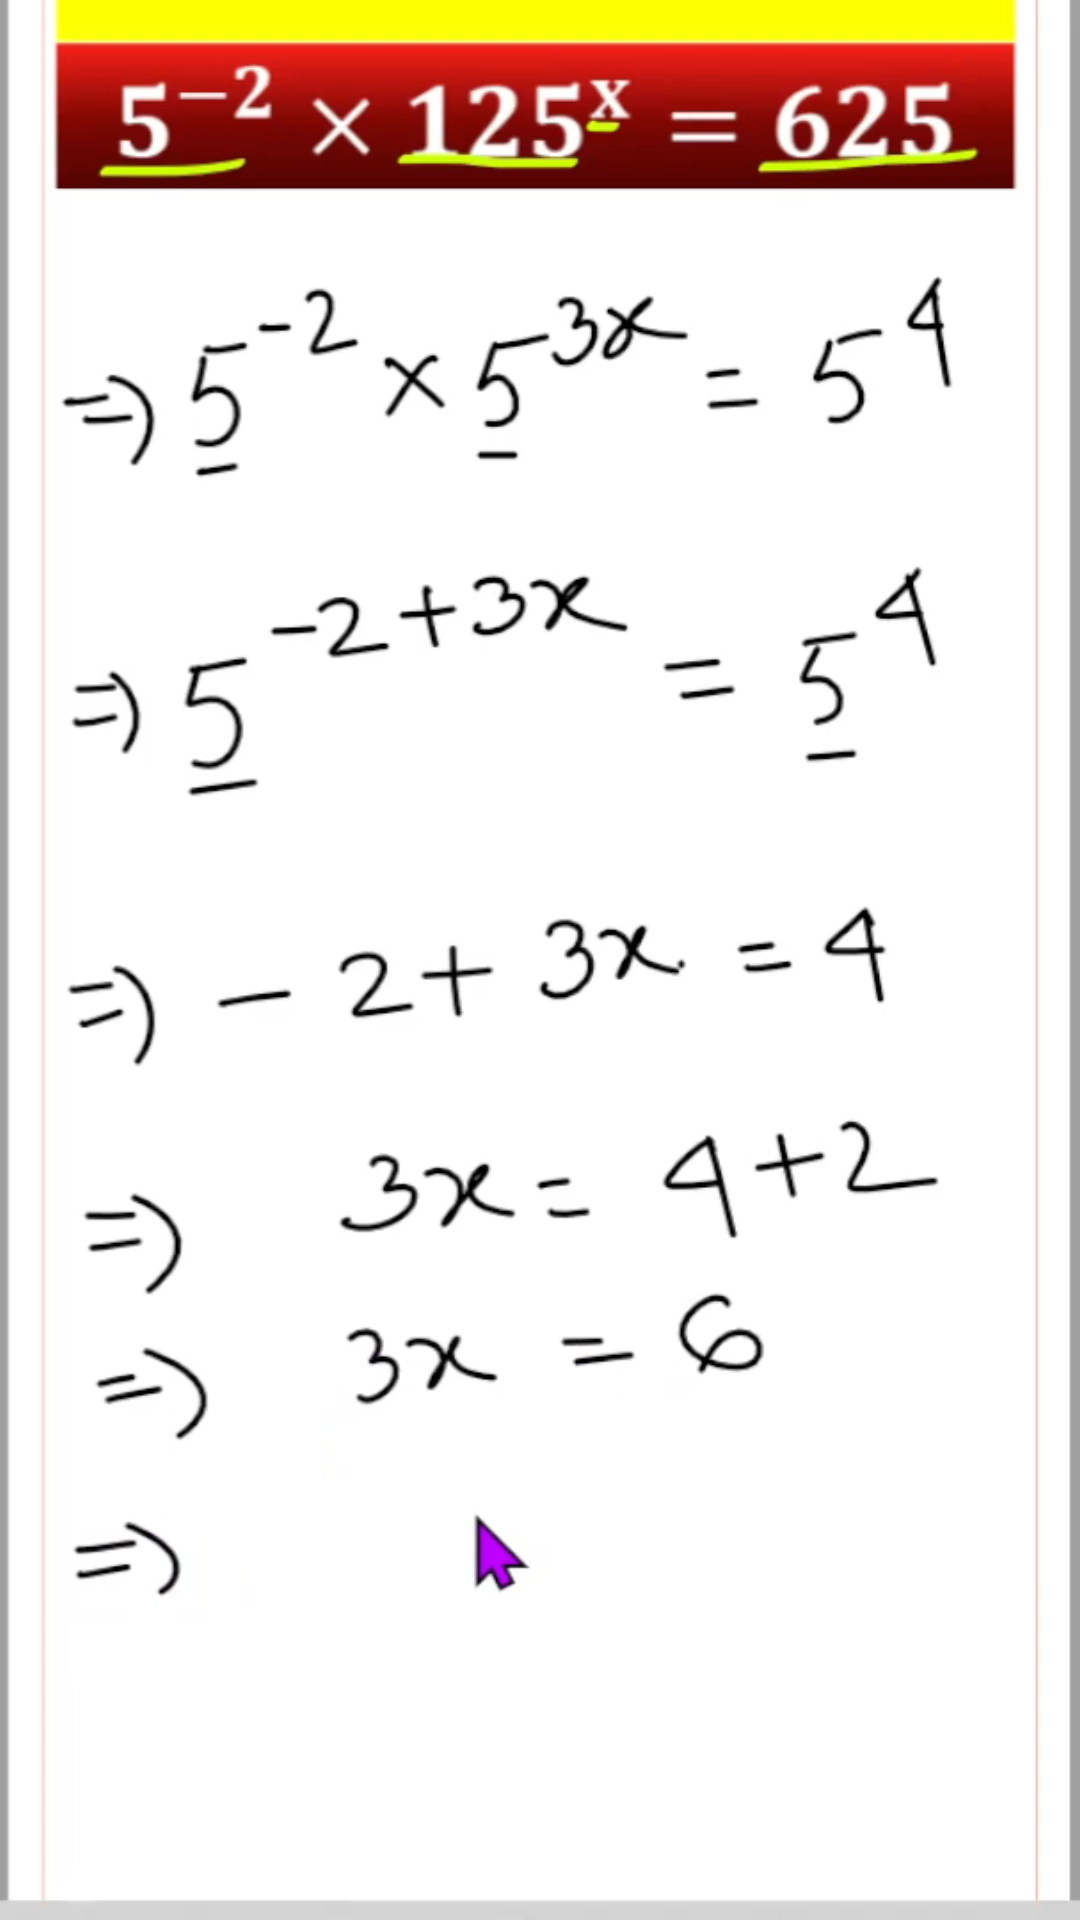 5⁻² × 125ˣ = 625
=) 5⁻² × 5³ˣ = 5⁴
=) 5⁻²⁺³ˣ = 5⁴
=) - 2 + 3x = 4
=) 3x = 4 + 2
=) 3x = 6
=)